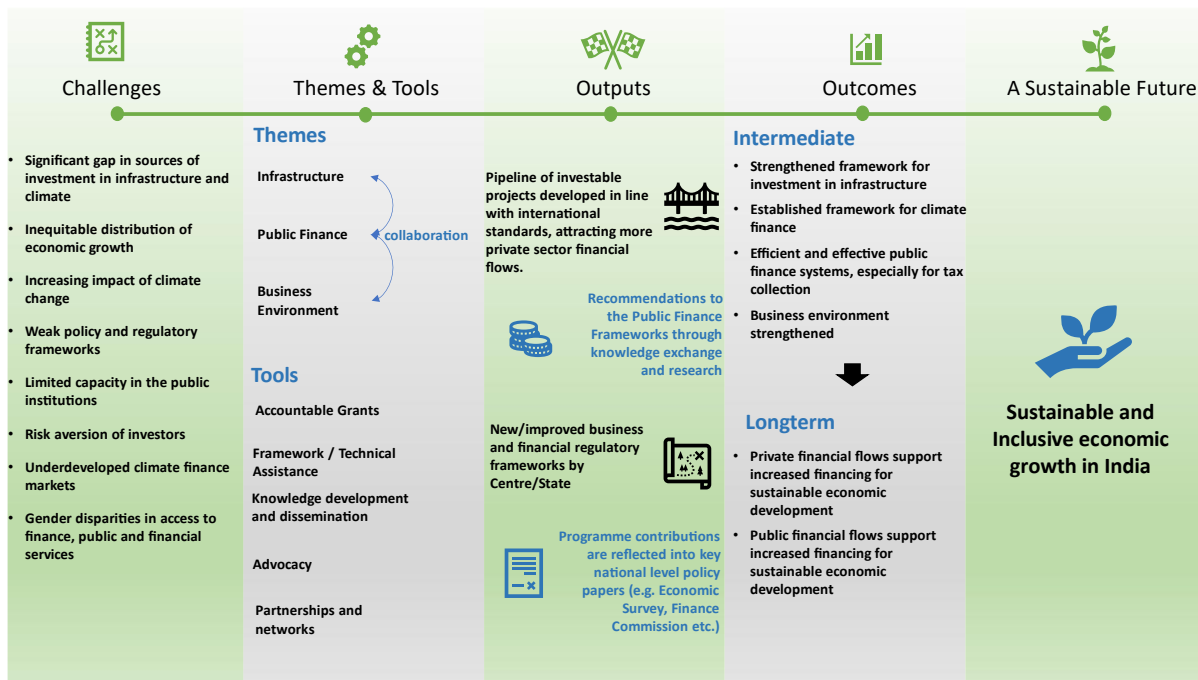 Challenges
Themes & Tools
Outputs
Outcomes
A Sustainable Future
• Significant gap in sources of
investment in infrastructure and
climate
• Inequitable distribution of
economic growth
• Increasing impact of climate
change
• Weak policy and regulatory
frameworks
• Limited capacity in the public
institutions
• Risk aversion of investors
• Underdeveloped climate finance
markets
• Gender disparities in access to
finance, public and financial
services
Themes
Infrastructure
Public Finance
collaboration
Business
Environment
Tools
Accountable Grants
Framework / Technical
Assistance
Knowledge development
and dissemination
Advocacy
Partnerships and
networks
Pipeline of investable
projects developed in line
with international
standards, attracting more
private sector financial
flows.
Recommendations to
the Public Finance
Frameworks through
knowledge exchange
and research
New/improved business
and financial regulatory
frameworks by
Centre/State
Programme contributions
are reflected into key
national level policy
papers (e.g. Economic
Survey, Finance
Commission etc.)
Intermediate
• Strengthened framework for
investment in infrastructure
• Established framework for climate
finance
• Efficient and effective public
finance systems, especially for tax
collection
• Business environment
strengthened
Longterm
• Private financial flows support
increased financing for
sustainable economic
development
• Public financial flows support
increased financing for
sustainable economic
development
Sustainable and
Inclusive economic
growth in India